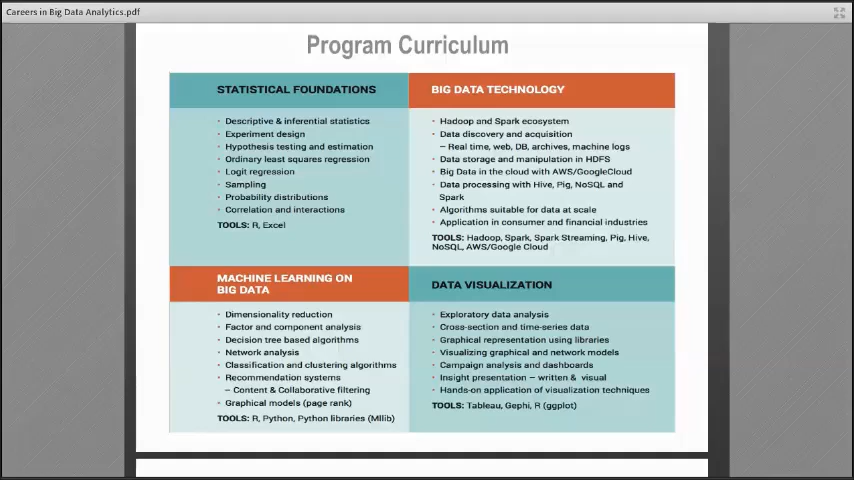 Careers in Big Data Analytics.pdf
Program Curriculum
STATISTICAL FOUNDATIONS
• Descriptive & inferential statistics
• Experiment design
• Hypothesis testing and estimation
• Ordinary least squares regression
• Logit regression
• Sampling
• Probability distributions
• Correlation and interactions
TOOLS: R, Excel
BIG DATA TECHNOLOGY
• Hadoop and Spark ecosystem
• Data discovery and acquisition
– Real time, web, DB, archives, machine logs
• Data storage and manipulation in HDFS
• Big Data in the cloud with AWS/GoogleCloud
• Data processing with Hive, Pig, NoSQL and
Spark
• Algorithms suitable for data at scale
• Application in consumer and financial industries
TOOLS: Hadoop, Spark, Spark Streaming, Pig, Hive,
NoSQL, AWS/Google Cloud
MACHINE LEARNING ON
BIG DATA
• Dimensionality reduction
• Factor and component analysis
• Decision tree based algorithms
• Network analysis
• Classification and clustering algorithms
• Recommendation systems
– Content & Collaborative filtering
• Graphical models (page rank)
TOOLS: R, Python, Python libraries (Mllib)
DATA VISUALIZATION
• Exploratory data analysis
• Cross-section and time-series data
• Graphical representation using libraries
• Visualizing graphical and network models
• Campaign analysis and dashboards
• Insight presentation – written & visual
• Hands-on application of visualization techniques
TOOLS: Tableau, Gephi, R (ggplot)